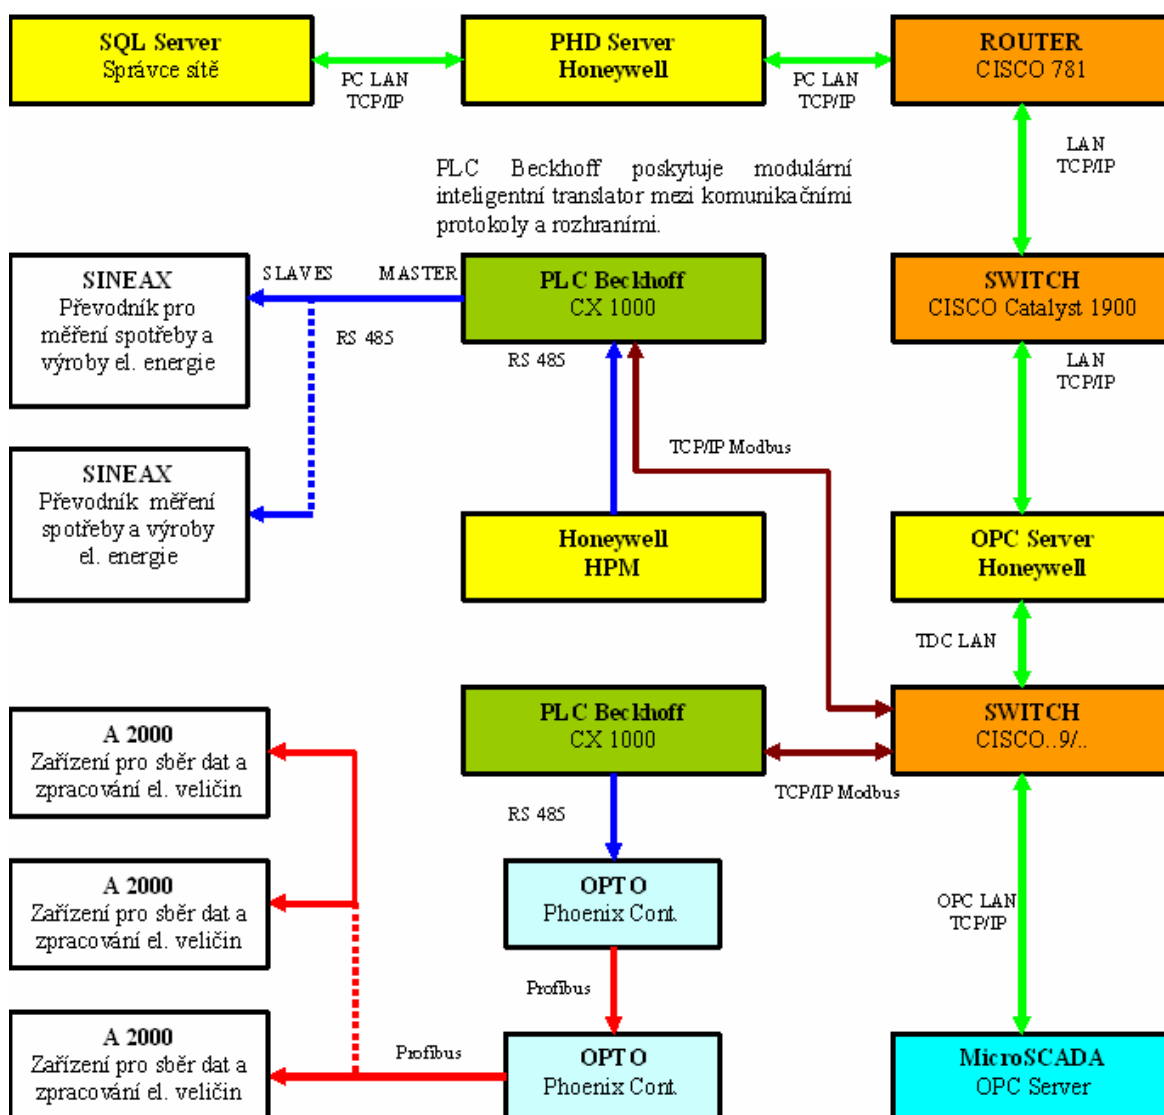 SQL Server
Správce sítě
PC LAN
TCP/IP
PHD Server
Honeywell
PC LAN
TCP/IP
ROUTER
CISCO 781
LAN
TCP/IP
PLC Beckhoff poskytuje modulární
inteligentní translator mezi komunikačními
protokoly a rozhraními.
SINEAX
Převodník pro
měření spotřeby a
výroby el. energie
SLAVES
MASTER
RS 485
PLC Beckhoff
CX 1000
RS 485
SWITCH
CISCO Catalyst 1900
LAN
TCP/IP
TCP/IP Modbus
SINEAX
Převodník měření
spotřeby a výroby
el. energie
Honeywell
HPM
OPC Server
Honeywell
TDC LAN
PLC Beckhoff
CX 1000
SWITCH
CISCO..9/..
TCP/IP Modbus
A 2000
Zařízení pro sběr dat a
zpracování el. veličin
RS 485
A 2000
Zařízení pro sběr dat a
zpracování el. veličin
OPTO
Phoenix Cont.
OPC LAN
TCP/IP
Profibus
A 2000
Zařízení pro sběr dat a
zpracování el. veličin
Profibus
OPTO
Phoenix Cont.
MicroSCADA
OPC Server